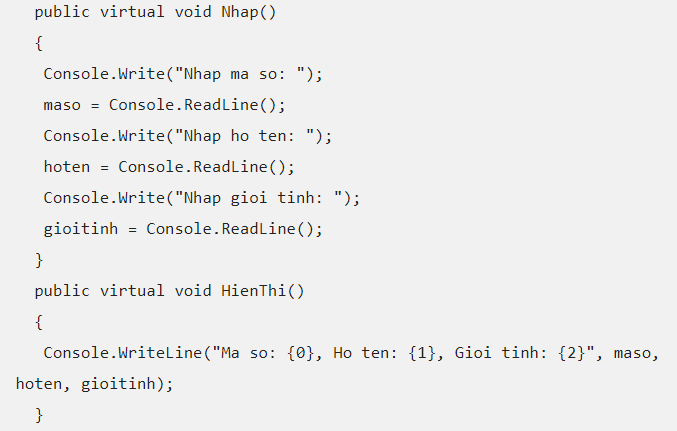 public virtual void Nhap()
{
Console.Write("Nhap ma so: ");
maso = Console.ReadLine();
Console.Write("Nhap ho ten: ");
hoten = Console.ReadLine();
Console.Write("Nhap gioi tinh: ");
gioitinh = Console.ReadLine();
}
public virtual void HienThi()
{
Console.WriteLine("Ma so: {0}, Ho ten: {1}, Gioi tinh: {2}", maso,
hoten, gioitinh);
}